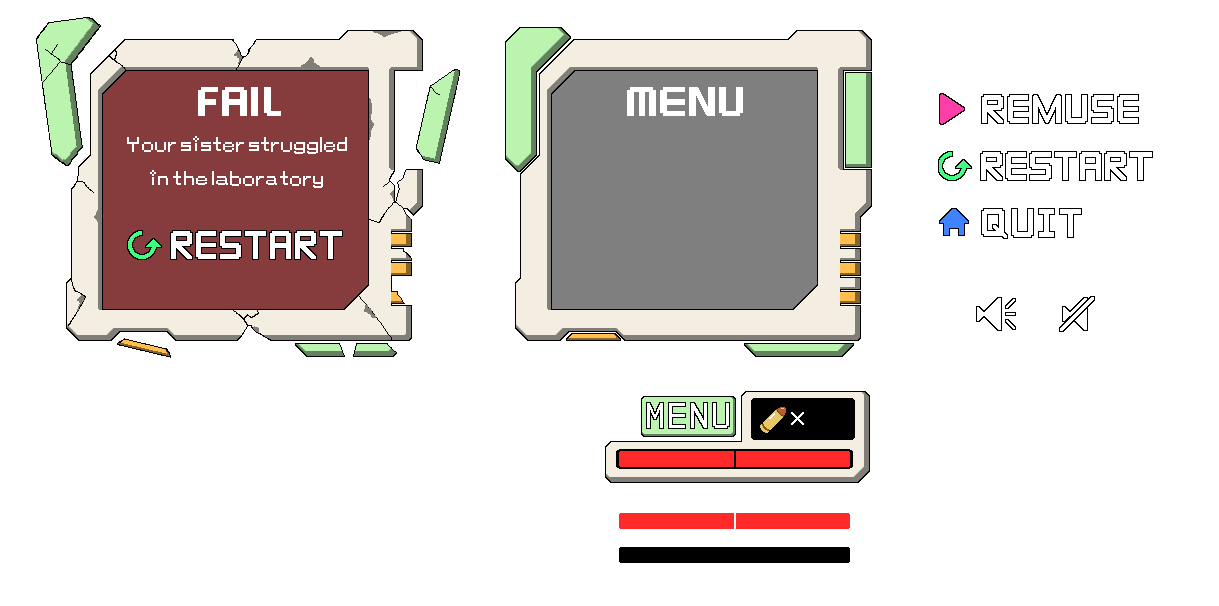 FAIL
Your sister struggled
in the laboratory
RESTART
MENU
REMUSE
RESTART
QUIT
MENU
×